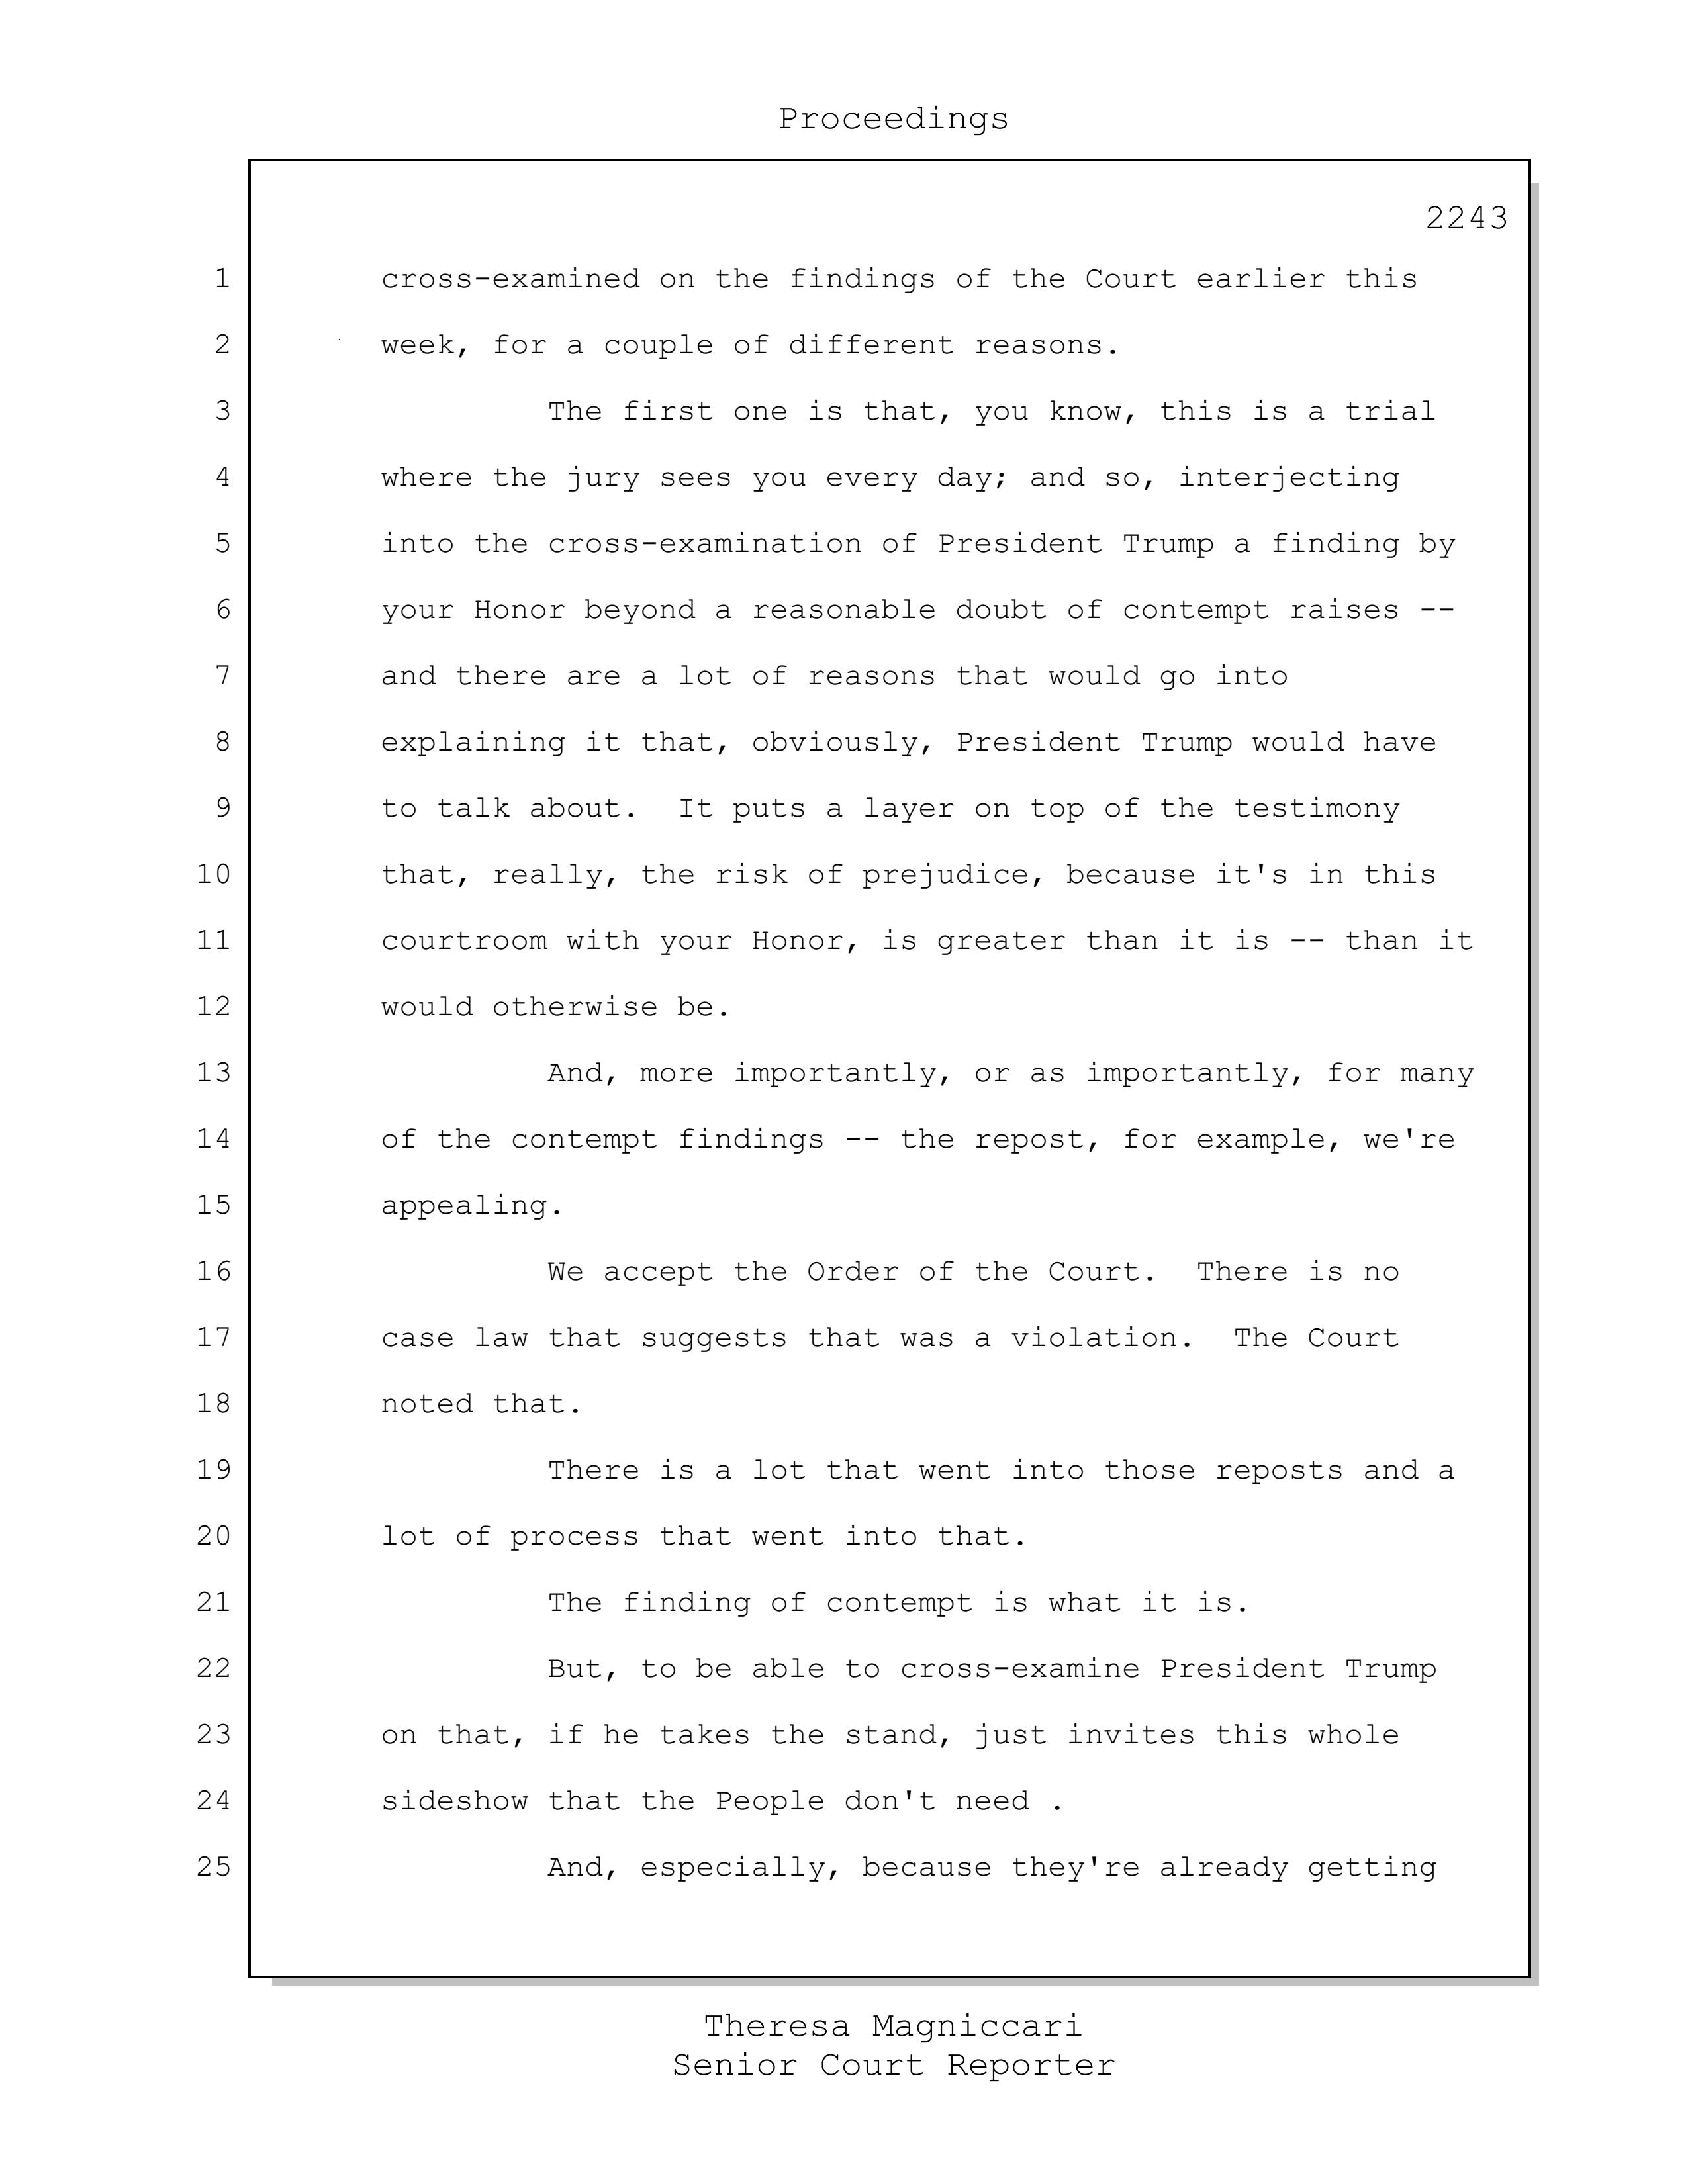 Proceedings
2243
1 cross-examined on the findings of the Court earlier this
2 week, for a couple of different reasons.
3 The first one is that, you know, this is a trial
4 where the jury sees you every day; and so, interjecting
5 into the cross-examination of President Trump a finding by
6 your Honor beyond a reasonable doubt of contempt raises --
7 and there are a lot of reasons that would go into
8 explaining it that, obviously, President Trump would have
9 to talk about.  It puts a layer on top of the testimony
10 that, really, the risk of prejudice, because it's in this
11 courtroom with your Honor, is greater than it is -- than it
12 would otherwise be.
13 And, more importantly, or as importantly, for many
14 of the contempt findings -- the repost, for example, we're
15 appealing.
16 We accept the Order of the Court.  There is no
17 case law that suggests that was a violation.  The Court
18 noted that.
19 There is a lot that went into those reposts and a
20 lot of process that went into that.
21 The finding of contempt is what it is.
22 But, to be able to cross-examine President Trump
23 on that, if he takes the stand, just invites this whole
24 sideshow that the People don't need .
25 And, especially, because they're already getting
Theresa Magniccari
Senior Court Reporter